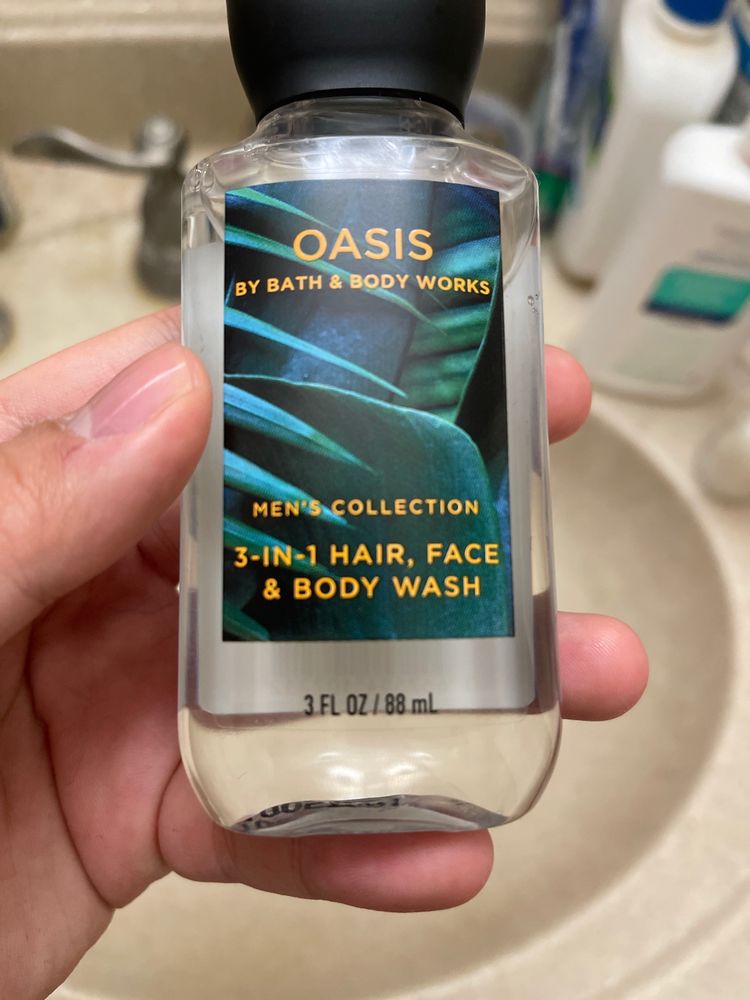 OASIS
BY BATH & BODY WORKS
MEN'S COLLECTION
3-IN-1 HAIR, FACE
& BODY WASH
3 FL OZ / 88 mL